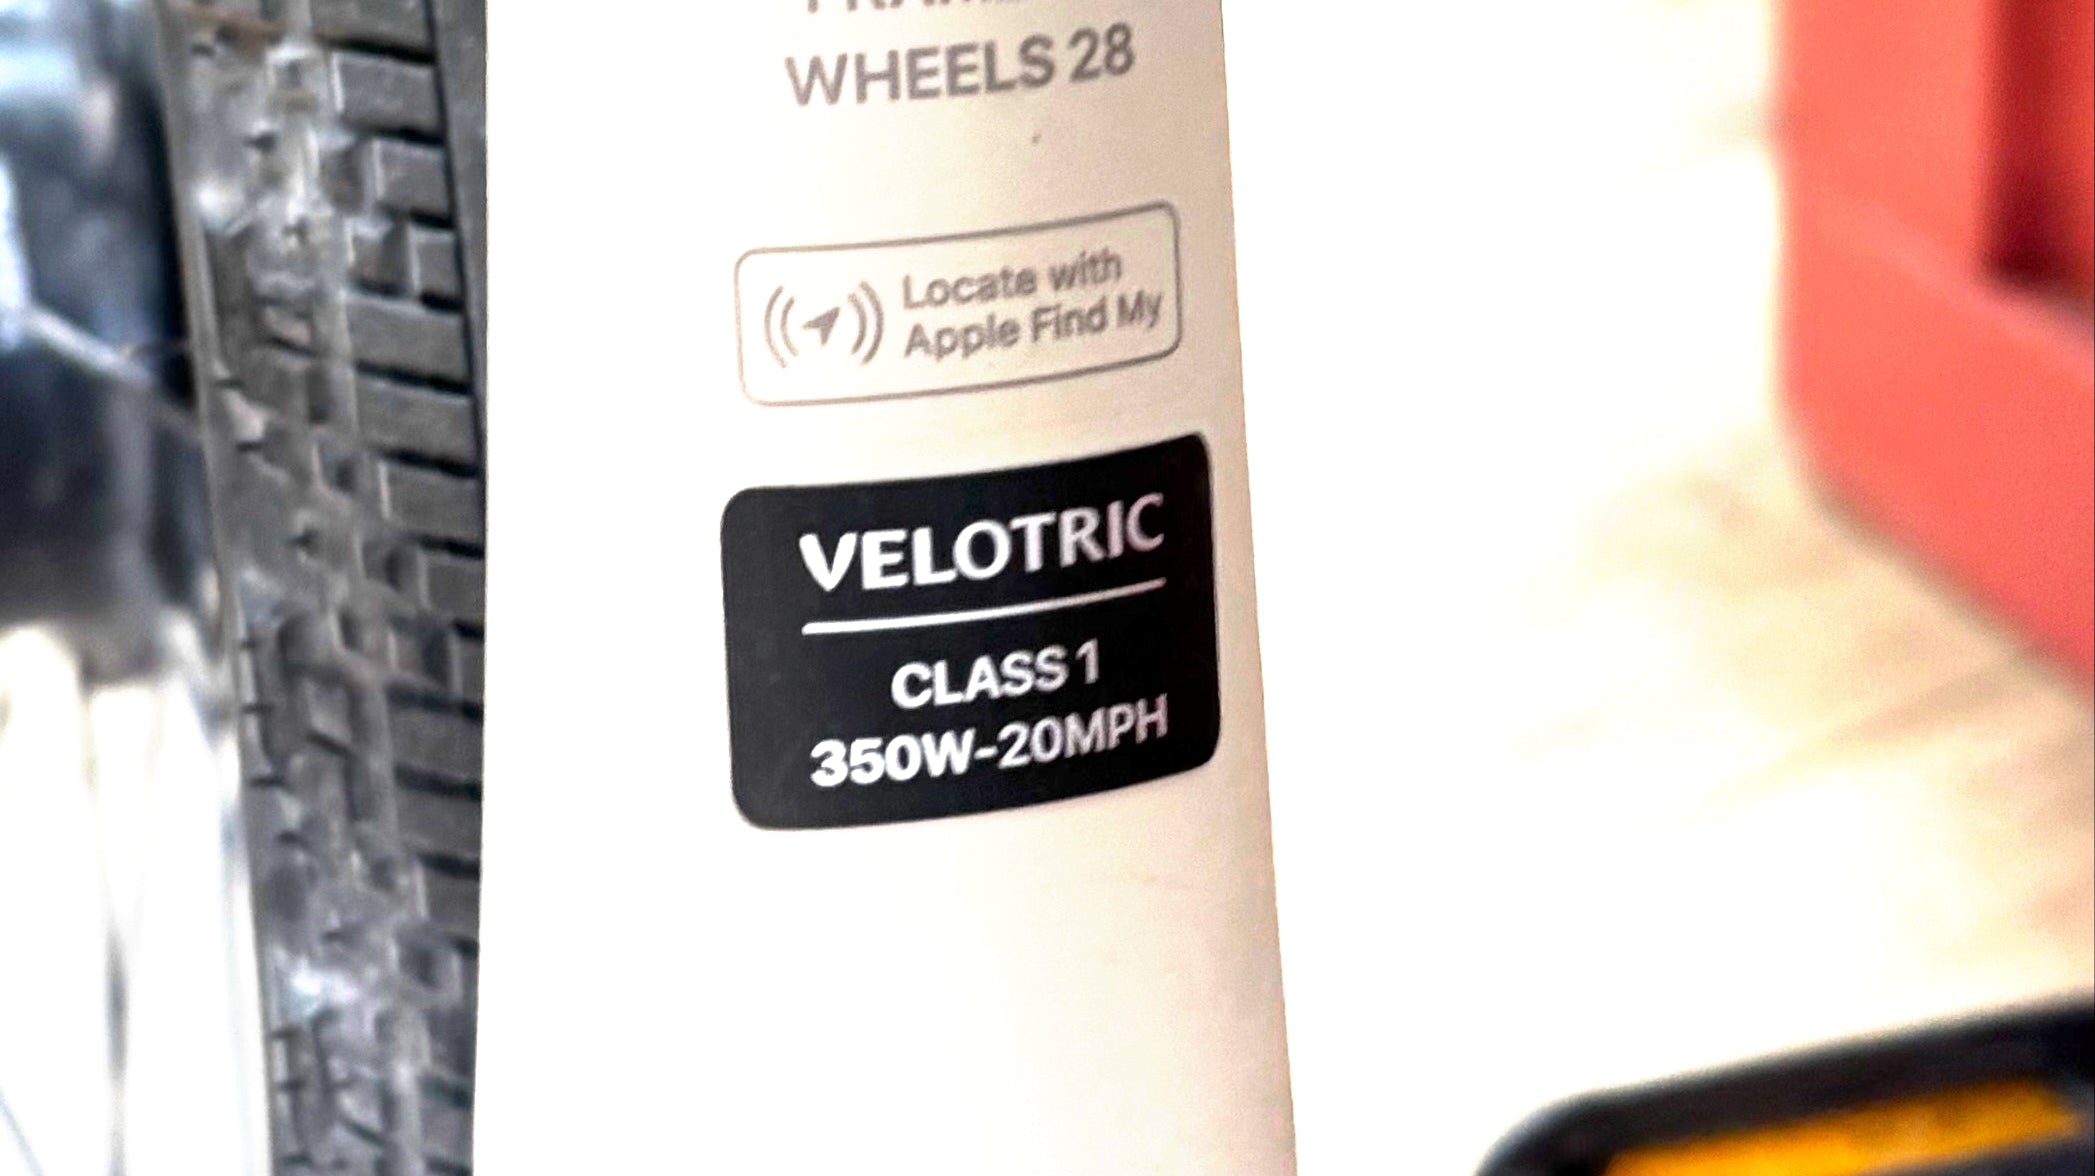 WHEELS 28
Locate with
Apple Find My
VELOTRIC
CLASS 1
350W-20MPH